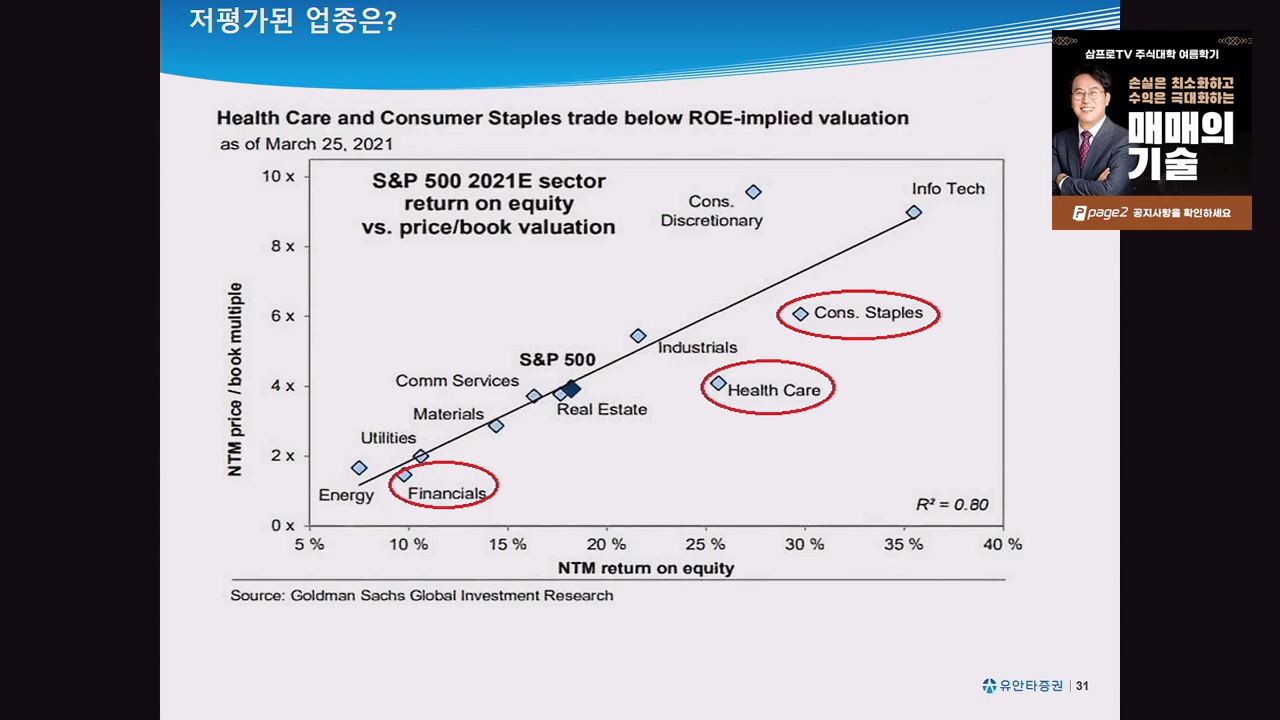 저평가된 업종은?
삼프로TV 주식대학 여름학기
손실은 최소화하고
수익은 극대화하는
매매의
기술
page2 공지사항을 확인하세요
Health Care and Consumer Staples trade below ROE-implied valuation
as of March 25, 2021
S&P 500 2021E sector
return on equity
vs. price/book valuation
NTM price / book multiple
10 x
8 x
6 x
4 x
2 x
0 x
Cons.
Discretionary
Info Tech
Cons. Staples
Industrials
S&P 500
Comm Services
Health Care
Real Estate
Materials
Utilities
Energy
Financials
R² = 0.80
5 %
10 %
15 %
20 %
25 %
30 %
35 %
40 %
NTM return on equity
Source: Goldman Sachs Global Investment Research
유안타증권 | 31